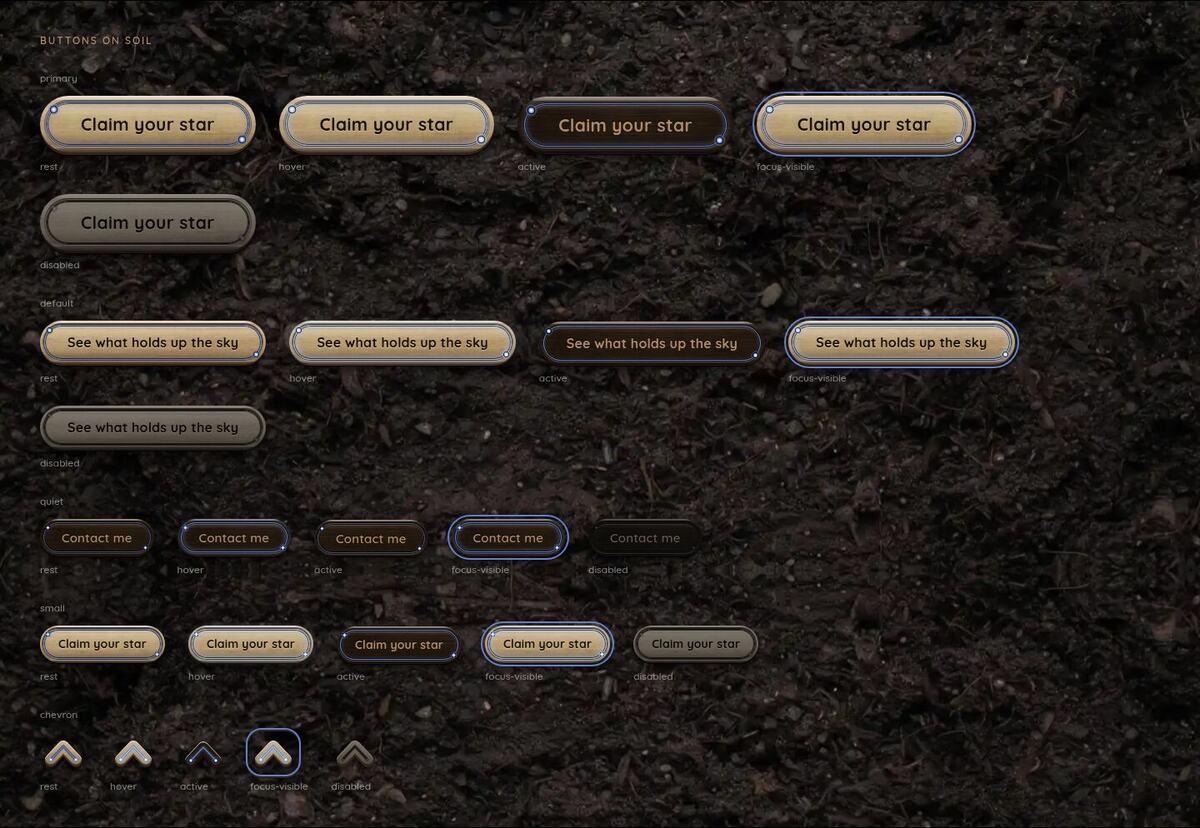 BUTTONS ON SOIL
primary
Claim your star Claim your star Claim your star Claim your star
rest hover active focus-visible
Claim your star
disabled
default
See what holds up the sky See what holds up the sky See what holds up the sky See what holds up the sky
rest hover active focus-visible
See what holds up the sky
disabled
quiet
Contact me Contact me Contact me Contact me Contact me
rest hover active focus-visible disabled
small
Claim your star Claim your star Claim your star Claim your star Claim your star
rest hover active focus-visible disabled
chevron
rest hover active focus-visible disabled